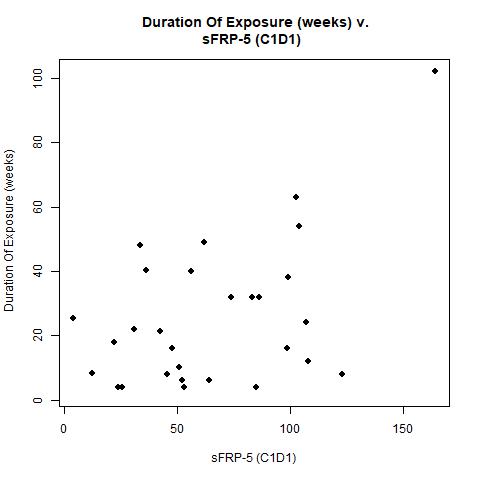 Duration Of Exposure (weeks) v.
sFRP-5 (C1D1)
Duration Of Exposure (weeks)
100
80
60
40
20
0
0 50 100 150
sFRP-5 (C1D1)